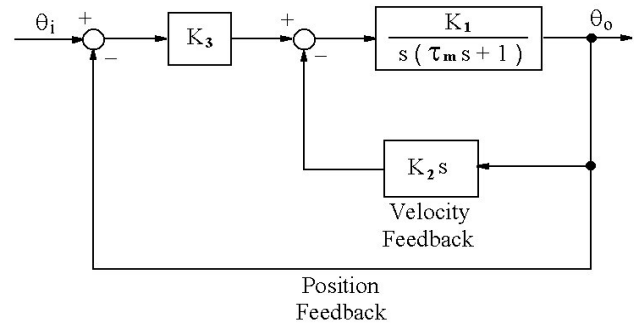 θi
+
−
K3
+
−
K1
s ( τm s + 1 )
θo
K2 s
Velocity
Feedback
Position
Feedback